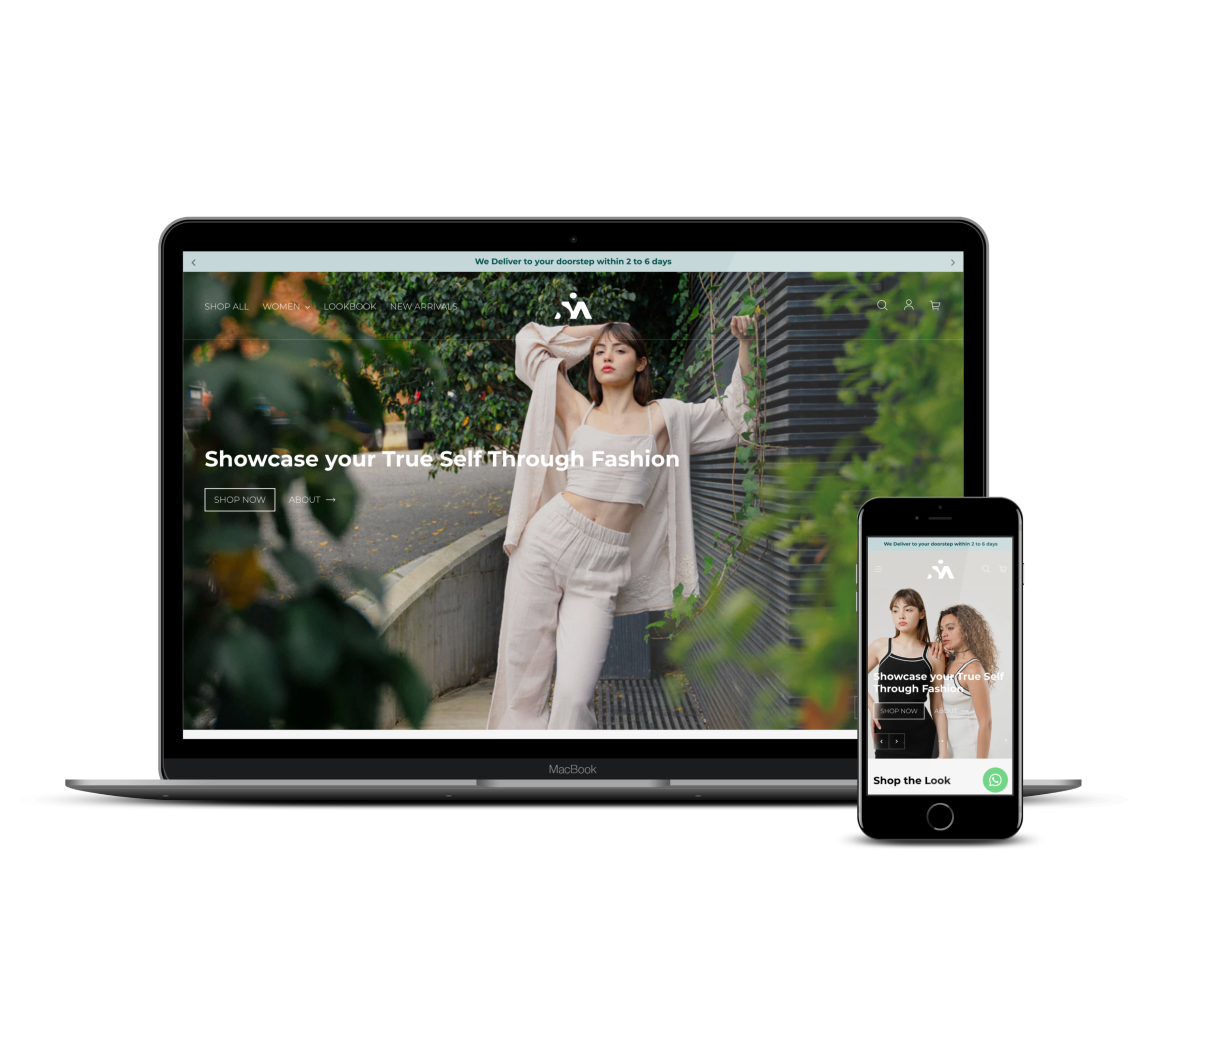 We Deliver to your doorstep within 2 to 6 days
SHOP ALL WOMEN LOOKBOOK NEW ARRIVALS
Showcase your True Self Through Fashion
SHOP NOW ABOUT
MacBook
We Deliver to your doorstep within 2 to 6 days
Showcase your True Self
Through Fashion
SHOP NOW ABOUT
Shop the Look